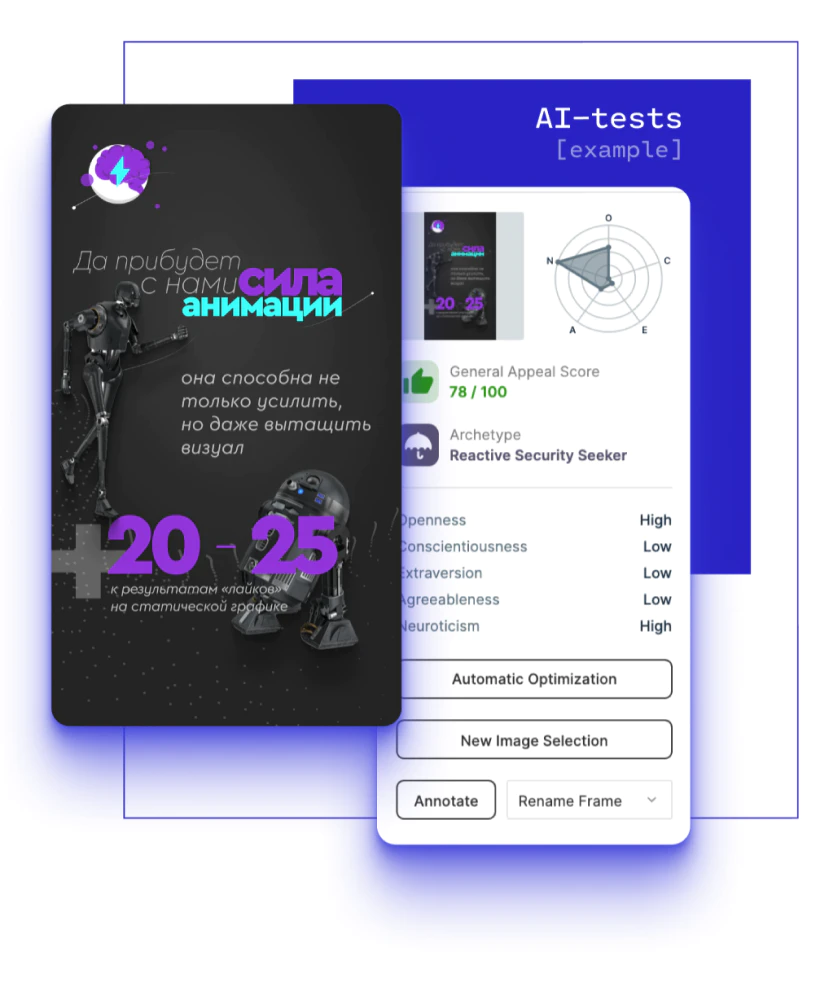 AI-tests
[example]
Да прибудет
с нами сила
анимации
она способна не
только усилить,
но даже вытащить
визуал
+20 – 25
к результатам «лайков»
на статической графике
O
N
C
A
E
General Appeal Score
78 / 100
Archetype
Reactive Security Seeker
Openness High
Conscientiousness Low
Extraversion Low
Agreeableness Low
Neuroticism High
Automatic Optimization
New Image Selection
Annotate
Rename Frame